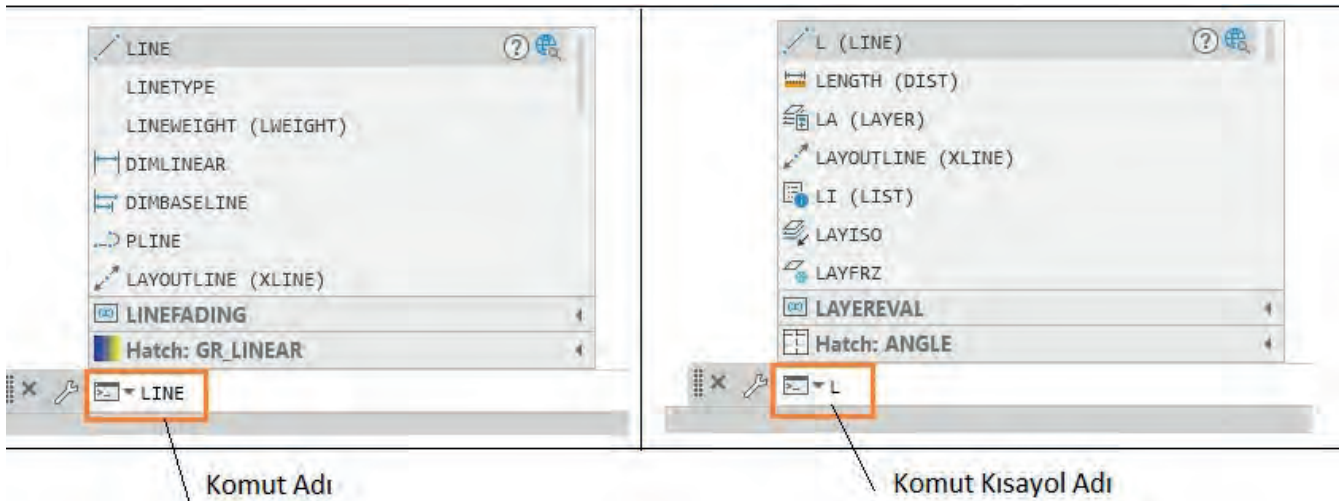 LINE
LINETYPE
LINEWEIGHT (LWEIGHT)
DIMLINEAR
DIMBASELINE
PLINE
LAYOUTLINE (XLINE)
LINEFADING
Hatch: GR_LINEAR
LINE
Komut Adı
L (LINE)
LENGTH (DIST)
LA (LAYER)
LAYOUTLINE (XLINE)
LI (LIST)
LAYISO
LAYFRZ
LAYEREVAL
Hatch: ANGLE
L
Komut Kısayol Adı